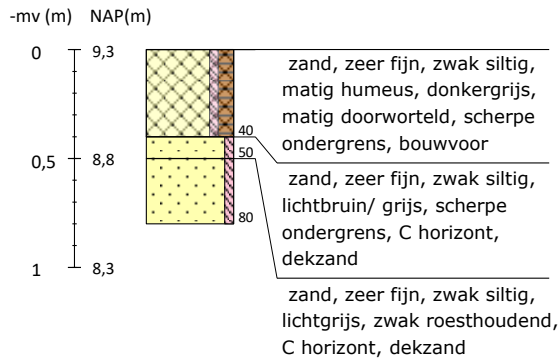 -mv (m) NAP(m)
0 9,3
zand, zeer fijn, zwak siltig,
matig humeus, donkergrijs,
matig doorworteld, scherpe
ondergrens, bouwvoor
40
0,5 8,8
50
zand, zeer fijn, zwak siltig,
lichtbruin/ grijs, scherpe
ondergrens, C horizont,
dekzand
80
1 8,3
zand, zeer fijn, zwak siltig,
lichtgrijs, zwak roesthoudend,
C horizont, dekzand